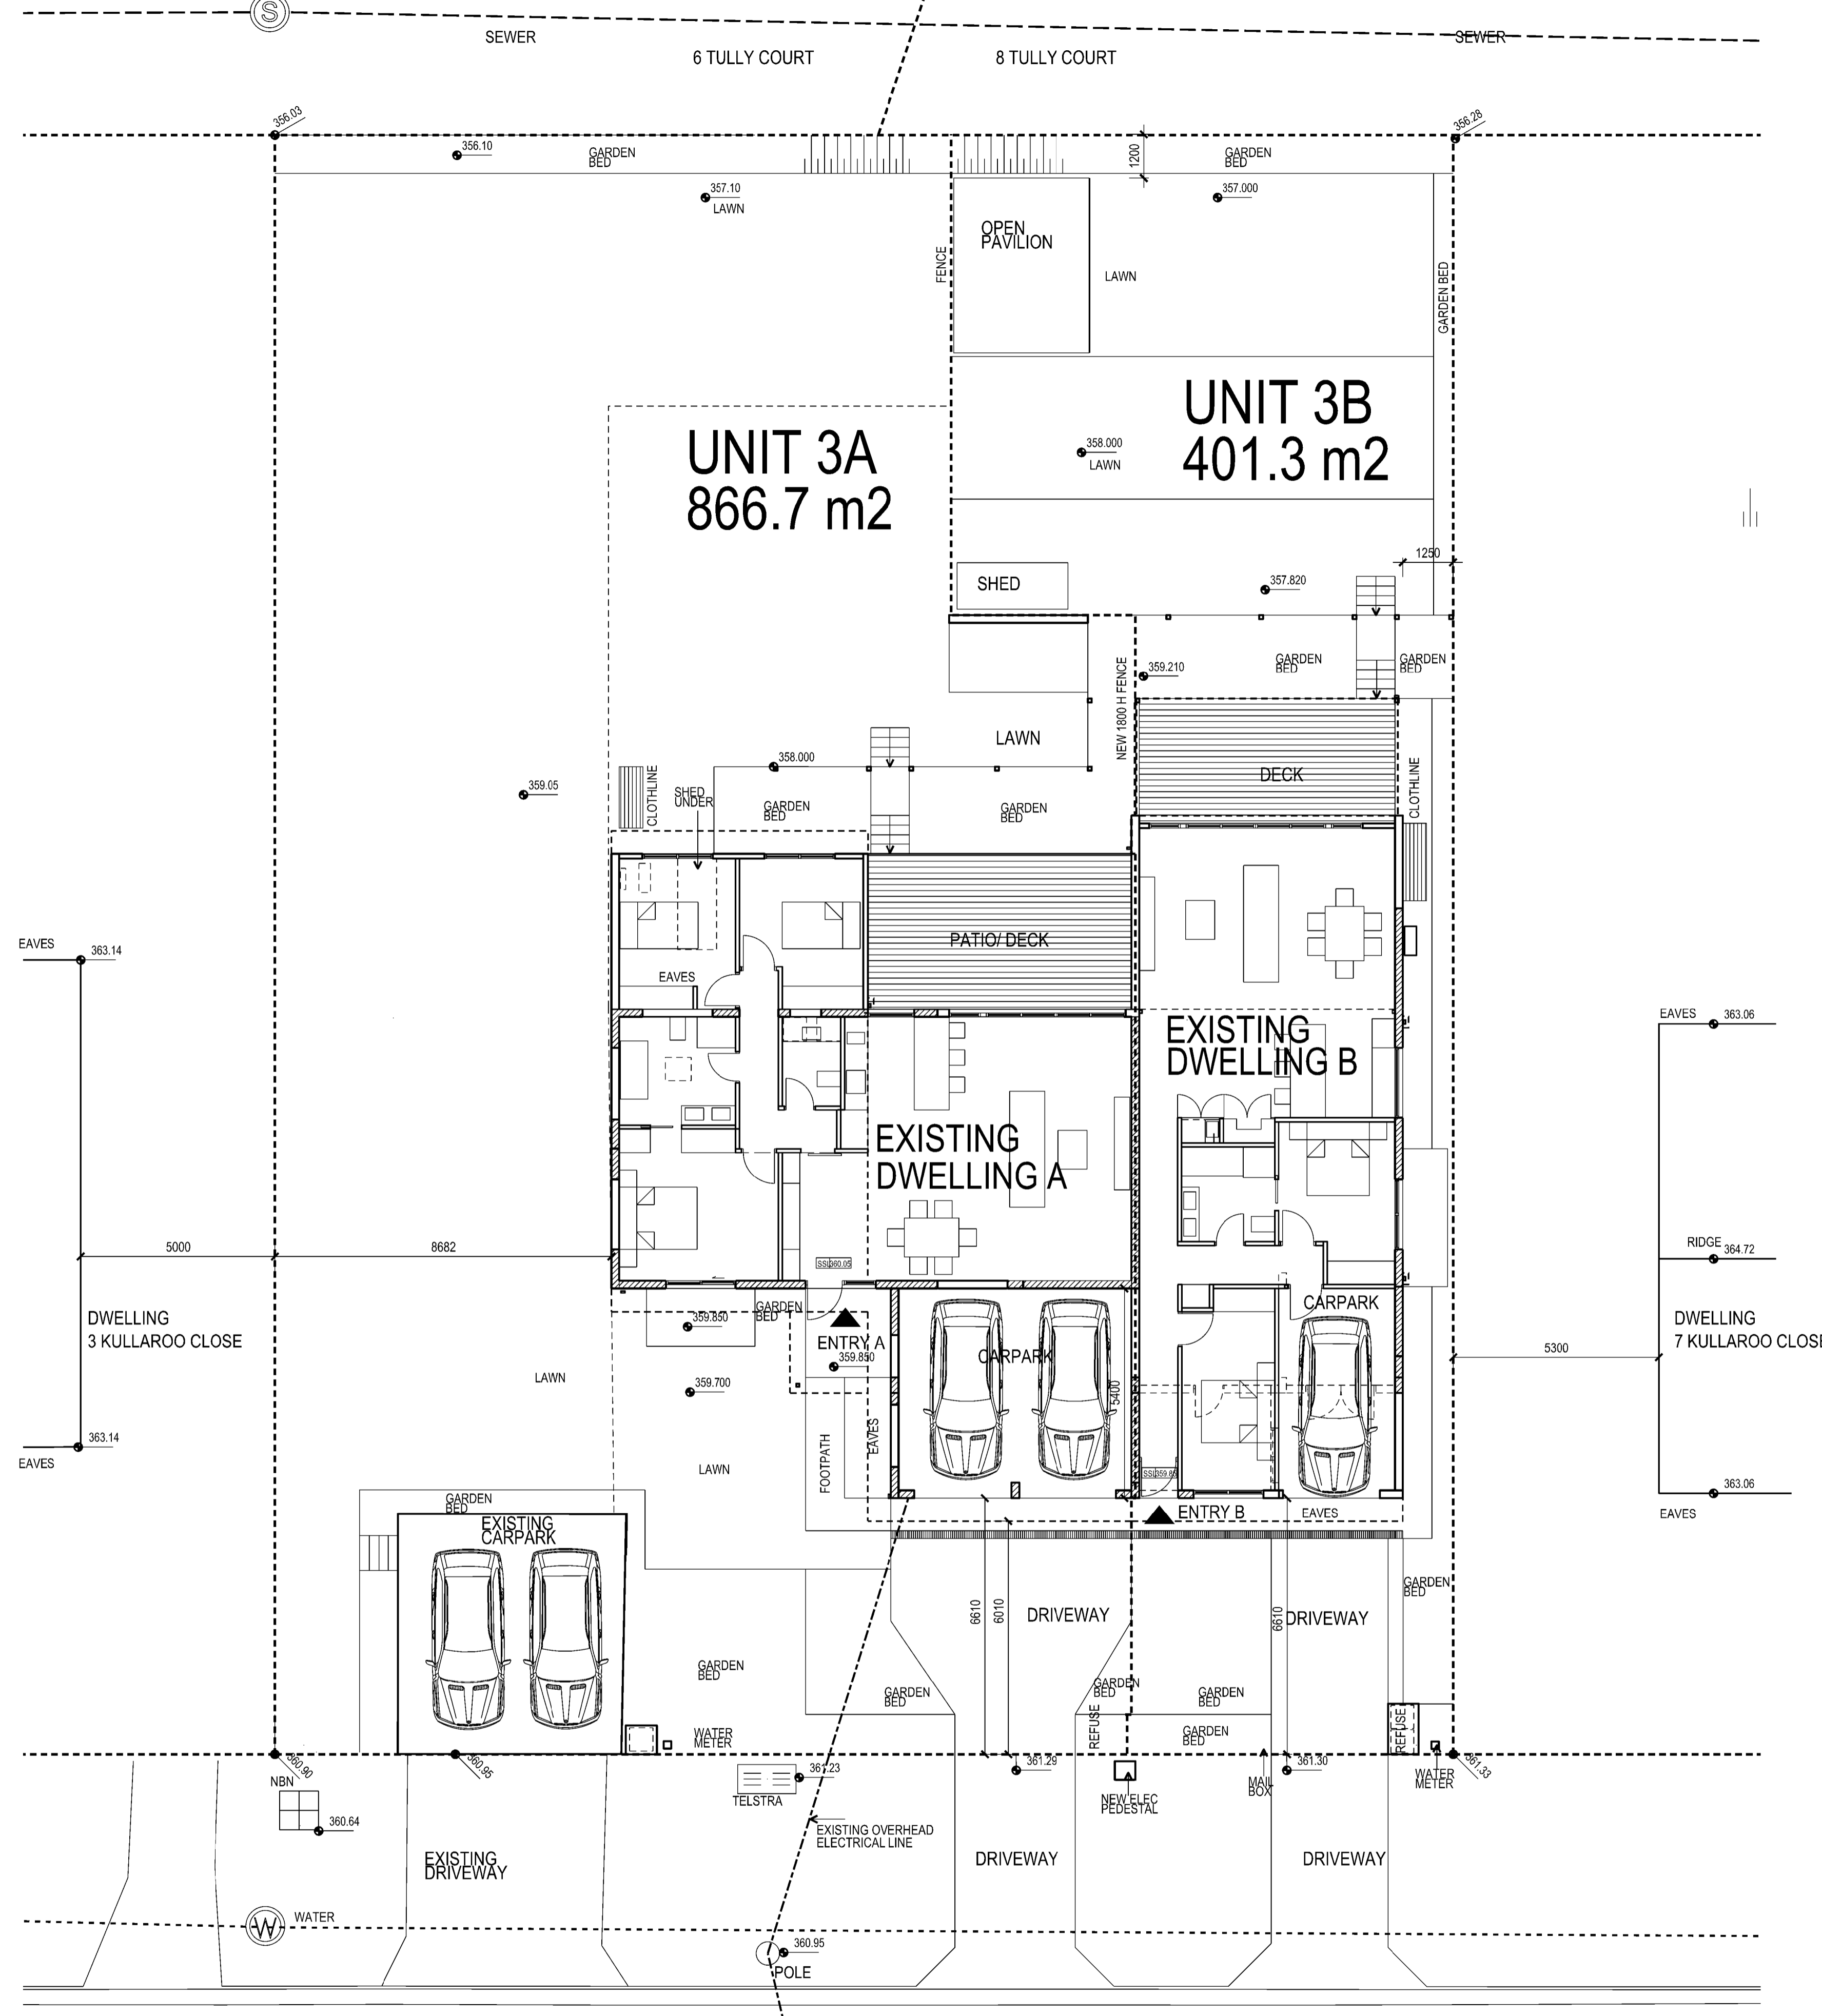 S
SEWER
SEWER
6 TULLY COURT
8 TULLY COURT
356.03
356.28
356.10
GARDEN
BED
1200
GARDEN
BED
357.10
LAWN
357.000
OPEN
PAVILION
FENCE
LAWN
GARDEN BED
UNIT 3A
866.7 m2
UNIT 3B
401.3 m2
358.000
LAWN
1250
SHED
357.820
NEW 1800 H FENCE
359.210
GARDEN
BED
GARDEN
BED
LAWN
358.000
359.05
CLOTHLINE
SHED
UNDER
GARDEN
BED
GARDEN
BED
DECK
CLOTHLINE
EAVES
363.14
PATIO/ DECK
EAVES
EXISTING
DWELLING B
EAVES
363.06
EXISTING
DWELLING A
5000
8682
RIDGE
364.72
SSL360.05
DWELLING
3 KULLAROO CLOSE
GARDEN
BED
359.850
ENTRY A
359.850
CARPARK
5400
CARPARK
DWELLING
7 KULLAROO CLOSE
5300
LAWN
359.700
363.14
EAVES
FOOTPATH
EAVES
LAWN
363.06
EAVES
GARDEN
BED
EXISTING
CARPARK
ENTRY B
EAVES
6610
6010
DRIVEWAY
6610
DRIVEWAY
GARDEN
BED
GARDEN
BED
GARDEN
BED
GARDEN
BED
GARDEN
BED
REFUSE
GARDEN
BED
REFUSE
WATER
METER
360.90
360.95
361.23
361.29
361.30
361.33
NBN
TELSTRA
NEW ELEC
PEDESTAL
MAIL
BOX
WATER
METER
360.64
EXISTING OVERHEAD
ELECTRICAL LINE
EXISTING
DRIVEWAY
DRIVEWAY
DRIVEWAY
W
WATER
360.95
POLE